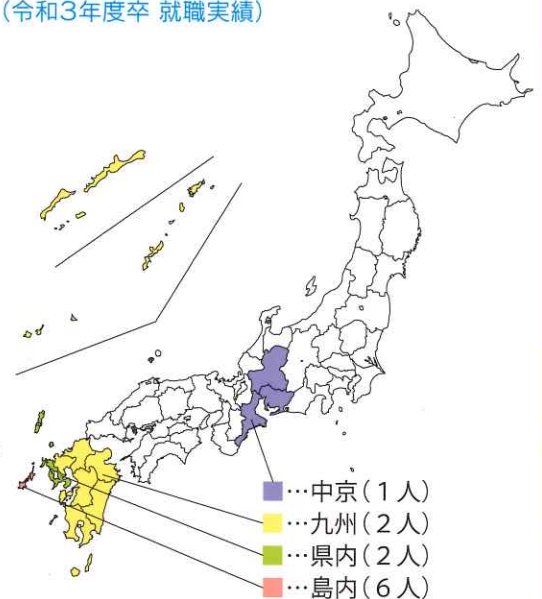 (令和3年度卒 就職実績)
…中京(1人)
…九州(2人)
…県内(2人)
…島内(6人)